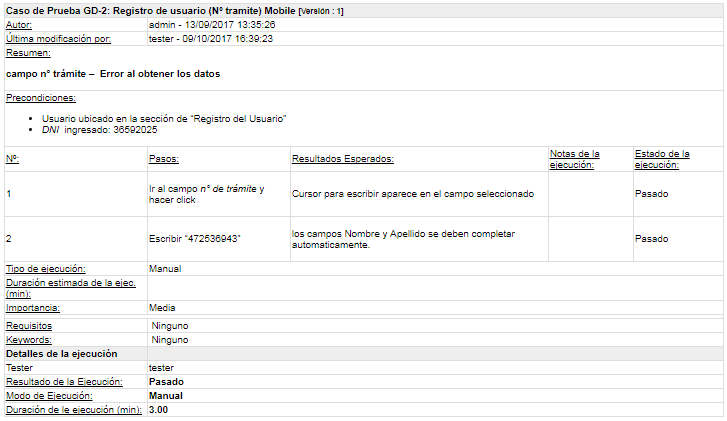 Caso de Prueba GD-2: Registro de usuario (Nº tramite) Mobile [Versión : 1]
Autor: admin - 13/09/2017 13:35:26
Última modificación por: tester - 09/10/2017 16:39:23
Resumen:
campo n° trámite – Error al obtener los datos
Precondiciones:
• Usuario ubicado en la sección de “Registro del Usuario”
• DNI ingresado: 36592025
Nº: Pasos: Resultados Esperados: Notas de la ejecución: Estado de la ejecución:
1 Ir al campo n° de trámite y hacer click Cursor para escribir aparece en el campo seleccionado Pasado
2 Escribir “472536943” los campos Nombre y Apellido se deben completar automaticamente. Pasado
Tipo de ejecución: Manual
Duración estimada de la ejec. (min):
Importancia: Media
Requisitos Ninguno
Keywords: Ninguno
Detalles de la ejecución
Tester tester
Resultado de la Ejecución: Pasado
Modo de Ejecución: Manual
Duración de le ejecución (min): 3.00